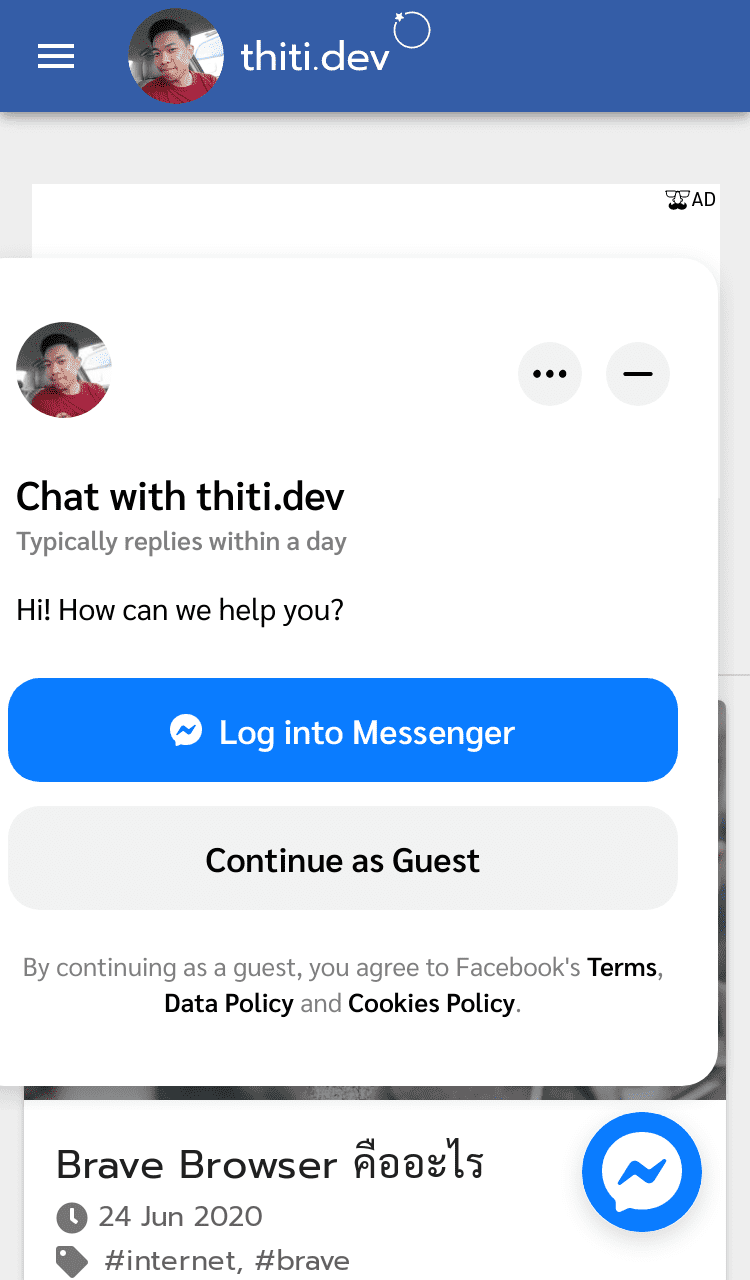 thiti.dev
AD
Chat with thiti.dev
Typically replies within a day
Hi! How can we help you?
Log into Messenger
Continue as Guest
By continuing as a guest, you agree to Facebook's Terms,
Data Policy and Cookies Policy.
Brave Browser คืออะไร
24 Jun 2020
#internet, #brave